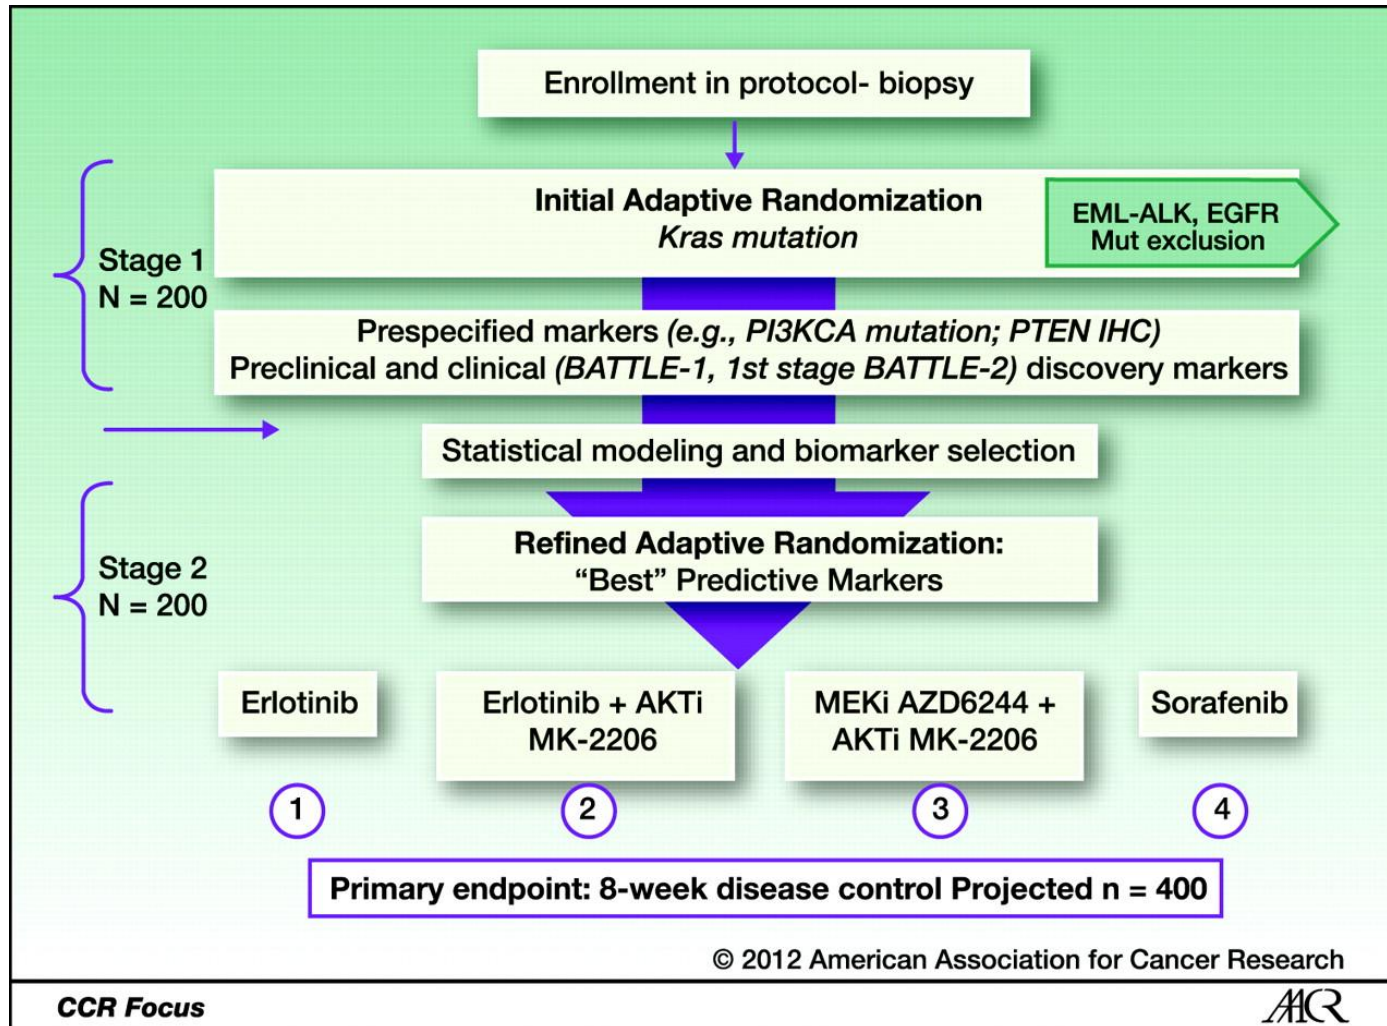 Enrollment in protocol- biopsy
Initial Adaptive Randomization
Kras mutation
EML-ALK, EGFR
Mut exclusion
Stage 1
N = 200
Prespecified markers (e.g., PI3KCA mutation; PTEN IHC)
Preclinical and clinical (BATTLE-1, 1st stage BATTLE-2) discovery markers
Statistical modeling and biomarker selection
Stage 2
N = 200
Refined Adaptive Randomization:
“Best” Predictive Markers
Erlotinib
Erlotinib + AKTi
MK-2206
MEKi AZD6244 +
AKTi MK-2206
Sorafenib
1
2
3
4
Primary endpoint: 8-week disease control Projected n = 400
© 2012 American Association for Cancer Research
CCR Focus
AACR